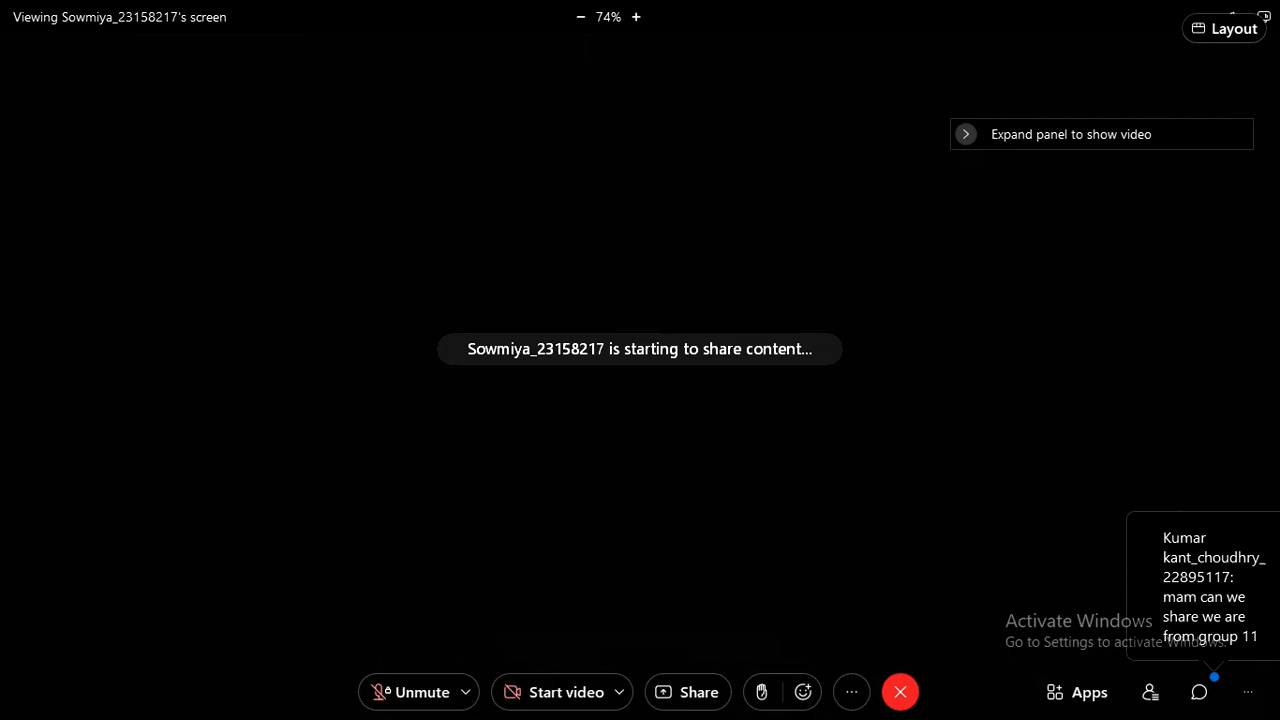 Viewing Sowmiya_23158217's screen
− 74% +
Layout
Expand panel to show video
Sowmiya_23158217 is starting to share content...
Kumar
kant_choudhry_
22895117:
mam can we
share we are
from group 11
Activate Windows
Go to Settings to activate Windows.
Unmute
Start video
Share
Apps